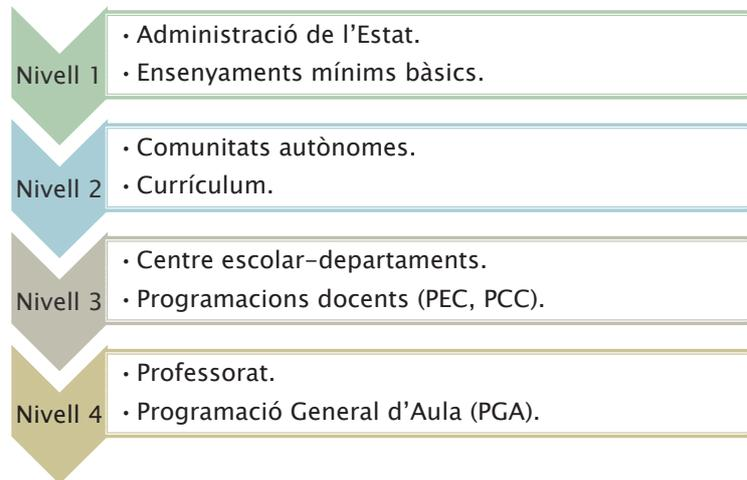 Nivell 1
· Administració de l’Estat.
· Ensenyaments mínims bàsics.
Nivell 2
· Comunitats autònomes.
· Currículum.
Nivell 3
· Centre escolar–departaments.
· Programacions docents (PEC, PCC).
Nivell 4
· Professorat.
· Programació General d’Aula (PGA).